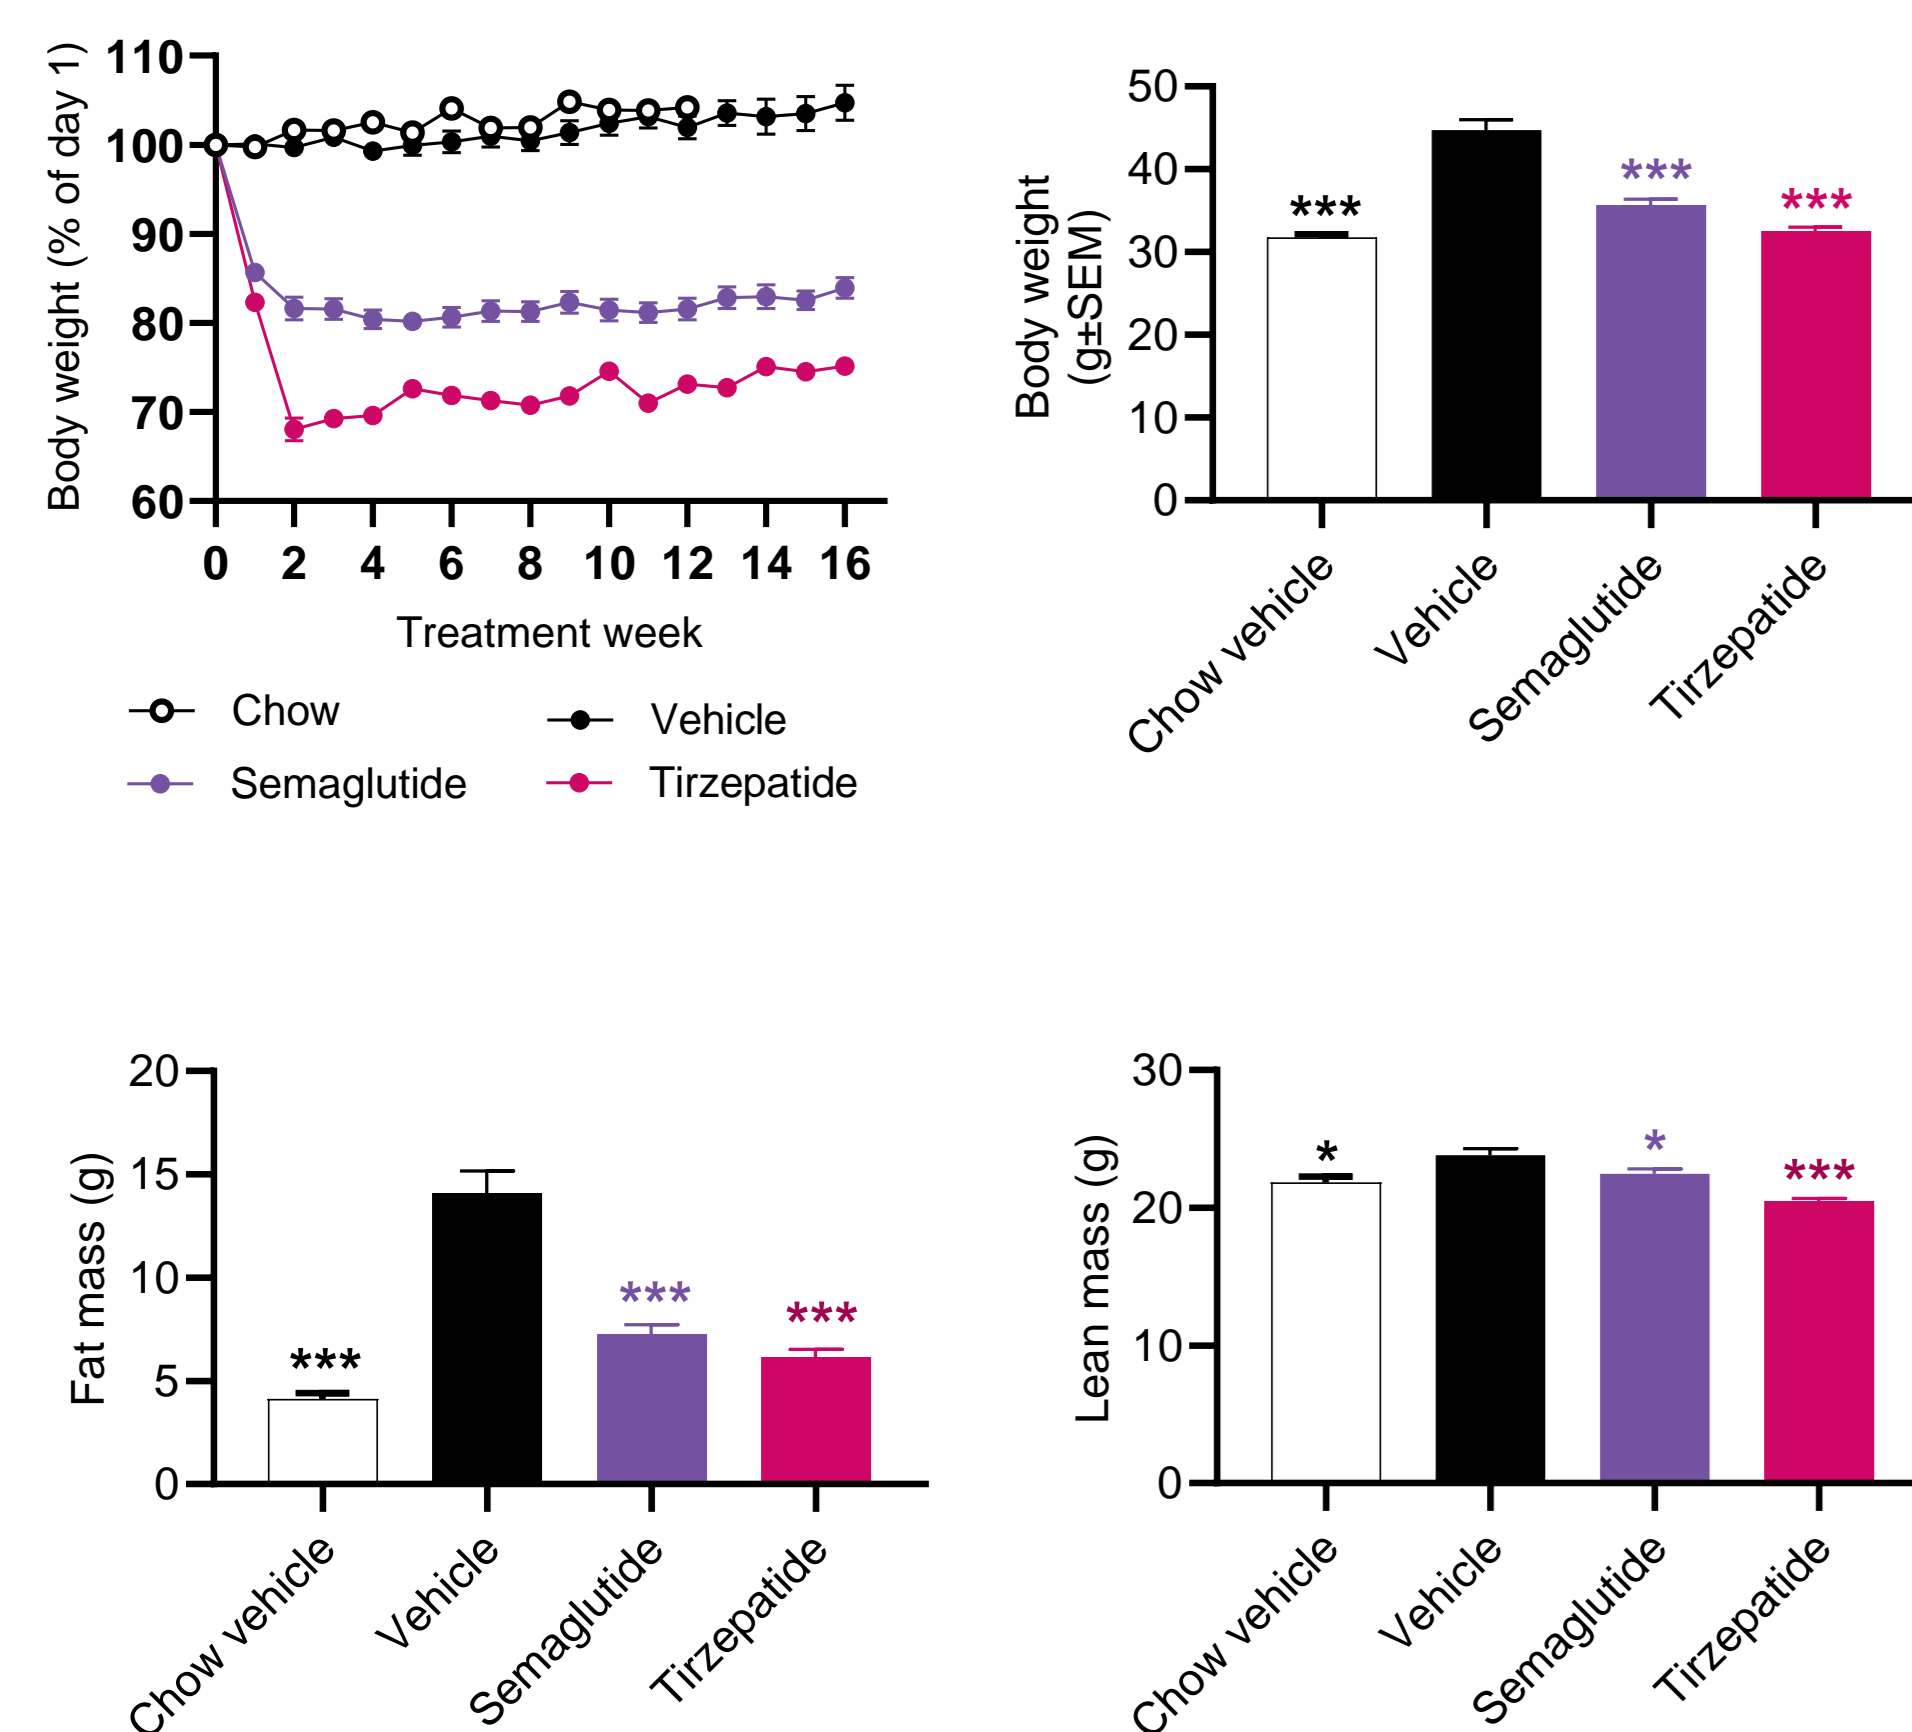 Body weight (% of day 1)
110
100
90
80
70
60
0 2 4 6 8 10 12 14 16
Treatment week
Chow
Vehicle
Semaglutide
Tirzepatide
Body weight
(g±SEM)
50
40
30
20
10
0
***
***
***
Chow vehicle
Vehicle
Semaglutide
Tirzepatide
Fat mass (g)
20
15
10
5
0
***
***
***
Chow vehicle
Vehicle
Semaglutide
Tirzepatide
Lean mass (g)
30
20
10
0
*
*
***
Chow vehicle
Vehicle
Semaglutide
Tirzepatide